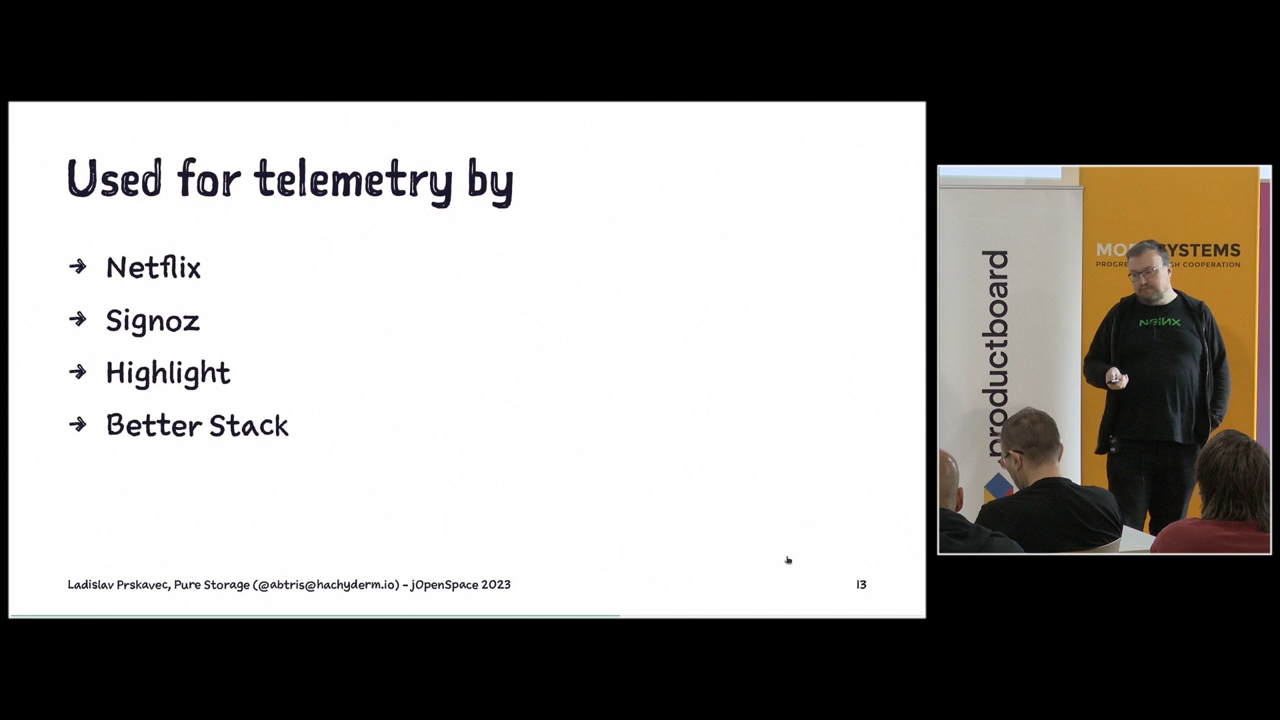 Used for telemetry by
→ Netflix
→ Signoz
→ Highlight
→ Better Stack
Ladislav Prskavec, Pure Storage (@abtris@hachyderm.io) - jOpenSpace 2023
13
productboard
NGINX
COOPERATION